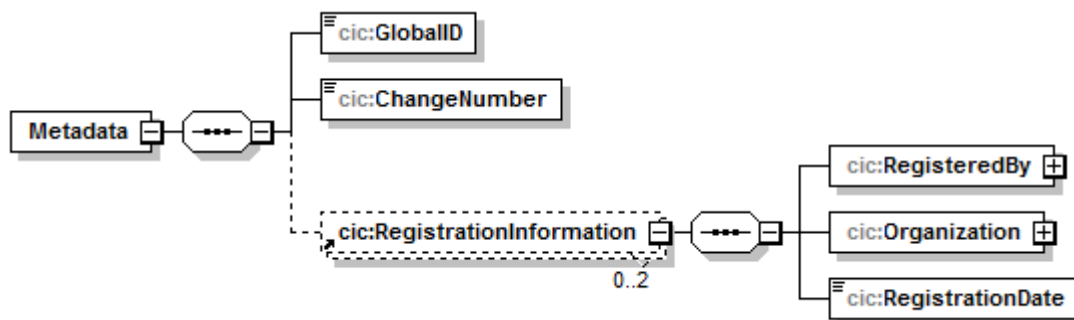 cic:GlobalID
cic:ChangeNumber
Metadata
cic:RegisteredBy
cic:RegistrationInformation
cic:Organization
0..2
cic:RegistrationDate